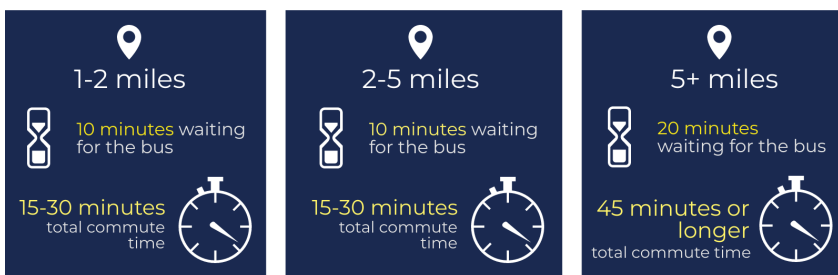 1-2 miles
10 minutes waiting
for the bus
15-30 minutes
total commute
time
2-5 miles
10 minutes waiting
for the bus
15-30 minutes
total commute
time
5+ miles
20 minutes
waiting for the bus
45 minutes or
longer
total commute time